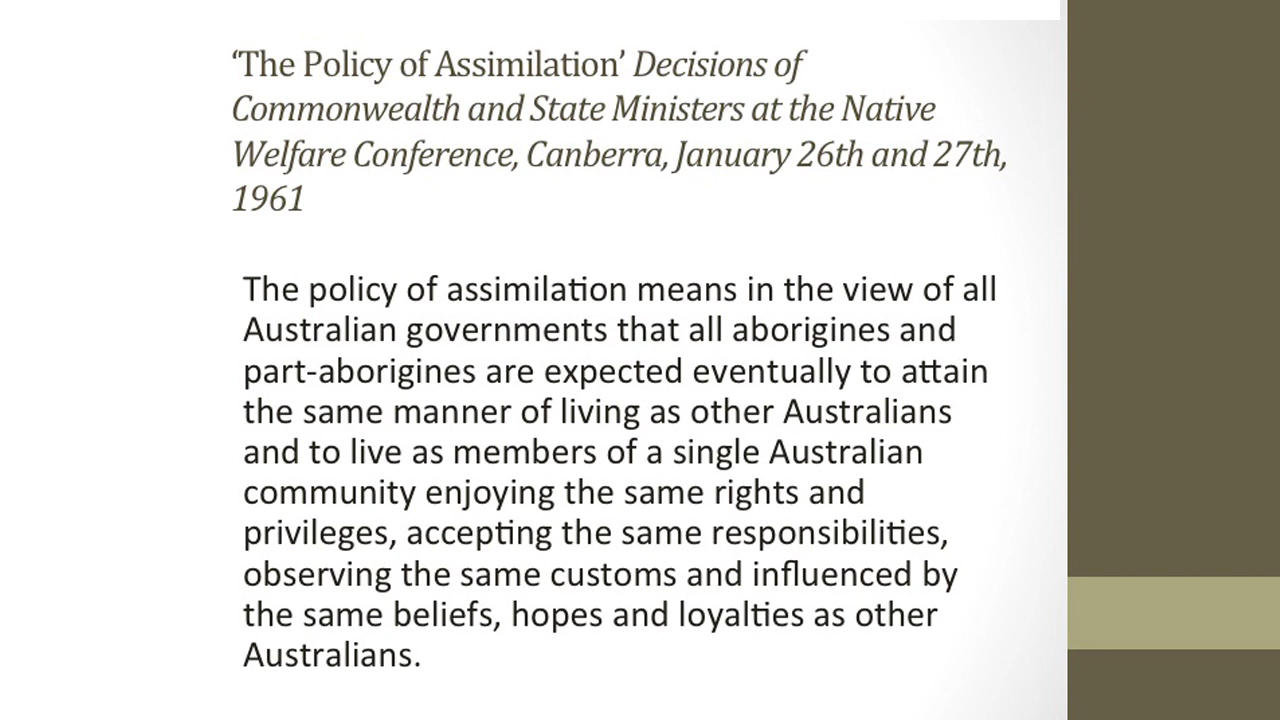 ‘The Policy of Assimilation’ Decisions of
Commonwealth and State Ministers at the Native
Welfare Conference, Canberra, January 26th and 27th,
1961
The policy of assimilation means in the view of all
Australian governments that all aborigines and
part-aborigines are expected eventually to attain
the same manner of living as other Australians
and to live as members of a single Australian
community enjoying the same rights and
privileges, accepting the same responsibilities,
observing the same customs and influenced by
the same beliefs, hopes and loyalties as other
Australians.